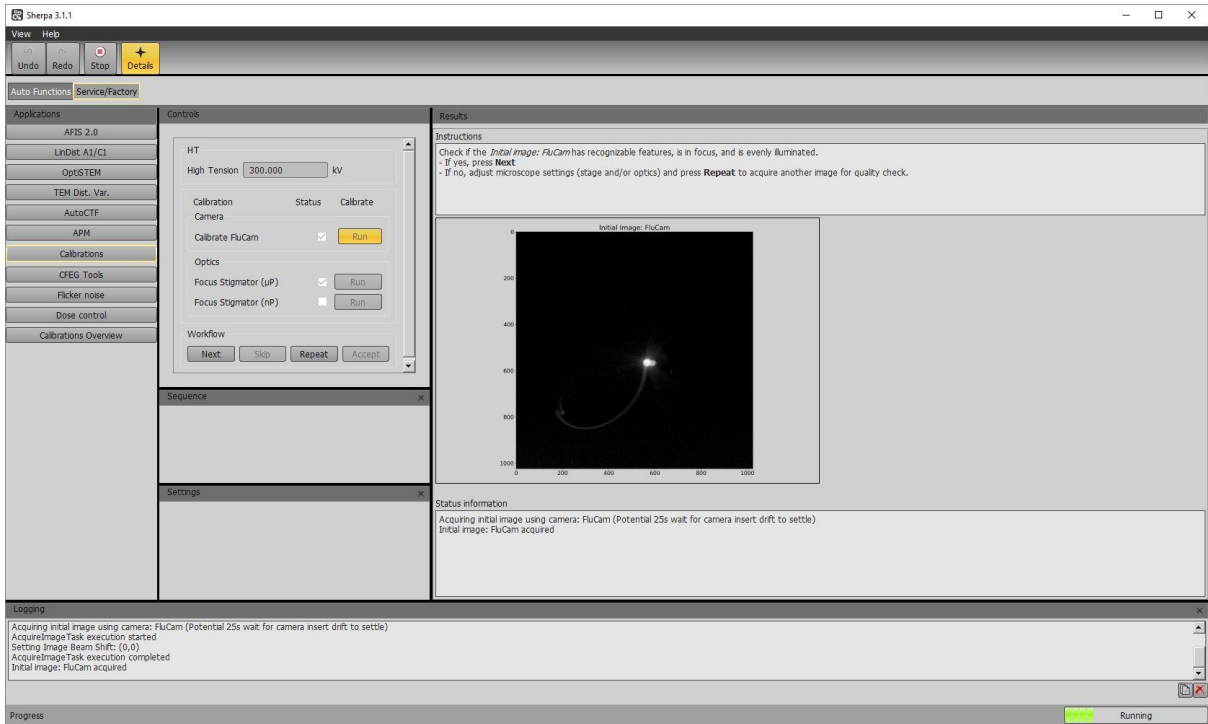 Sherpa 3.1.1
View Help
Undo Redo Stop Details
Auto Functions Service/Factory
Applications
AFIS 2.0
LinDist A1/C1
OptiSTEM
TEM Dist. Var.
AutoCTF
APM
Calibrations
CFEG Tools
Flicker noise
Dose control
Calibrations Overview
Controls
HT
High Tension 300.000 kV
Calibration Status Calibrate
Camera
Calibrate FluCam Run
Optics
Focus Stigmator (µP) Run
Focus Stigmator (nP) Run
Workflow
Next Skip Repeat Accept
Sequence
Settings
Results
Instructions
Check if the Initial image: FluCam has recognizable features, is in focus, and is evenly illuminated.
- If yes, press Next
- If no, adjust microscope settings (stage and/or optics) and press Repeat to acquire another image for quality check.
Initial Image: FluCam
0
200
400
600
800
1000
0 200 400 600 800 1000
Status information
Acquiring initial image using camera: FluCam (Potential 25s wait for camera insert drift to settle)
Initial image: FluCam acquired
Logging
Acquiring initial image using camera: FluCam (Potential 25s wait for camera insert drift to settle)
AcquireImageTask execution started
Setting Image Beam Shift: (0,0)
AcquireImageTask execution completed
Initial image: FluCam acquired
Progress
Running